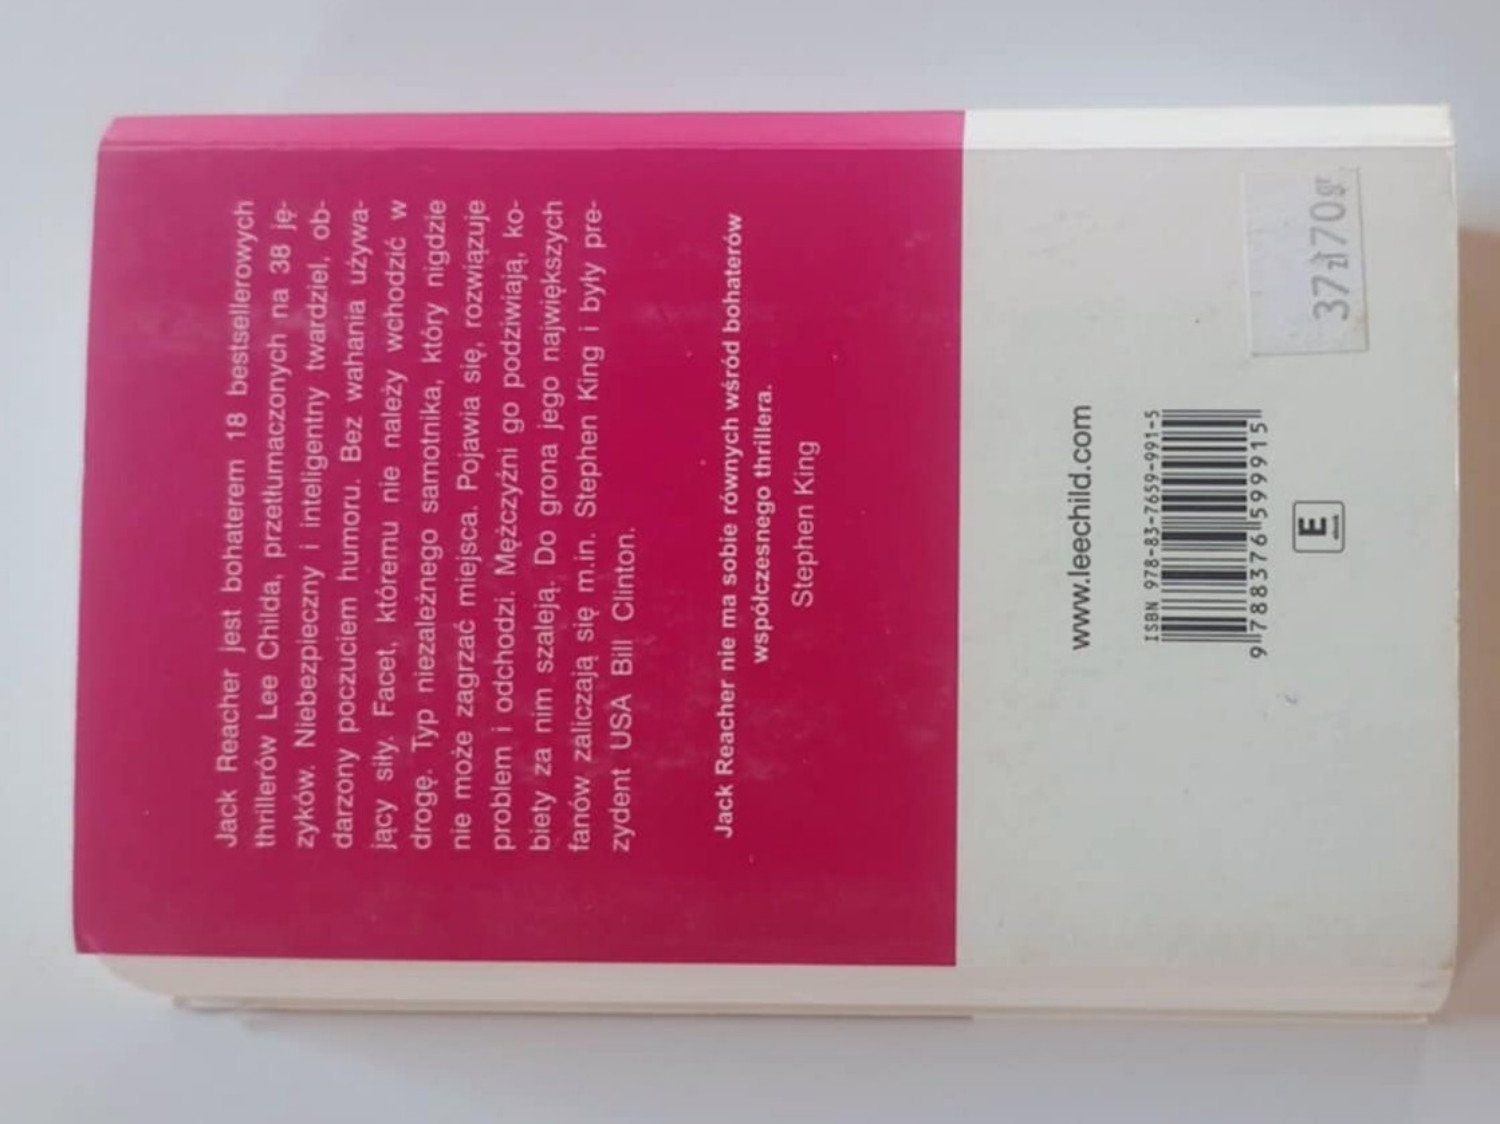 Jack Reacher jest bohaterem 18 bestsellerowych
thrillerów Lee Childa, przetłumaczonych na 38 ję-
zyków. Niebezpieczny i inteligentny twardziel, ob-
darzony poczuciem humoru. Bez wahania używa-
jący siły. Facet, któremu nie należy wchodzić w
drogę. Typ niezależnego samotnika, który nigdzie
nie może zagrzać miejsca. Pojawia się, rozwiązuje
problem i odchodzi. Mężczyźni go podziwiają, ko-
biety za nim szaleją. Do grona jego największych
fanów zaliczają się m.in. Stephen King i były pre-
zydent USA Bill Clinton.
Jack Reacher nie ma sobie równych wśród bohaterów
współczesnego thrillera.
Stephen King
www.leechild.com
ISBN 978-83-7659-991-5
9 788376 599915
E
ebook
37zł70gr